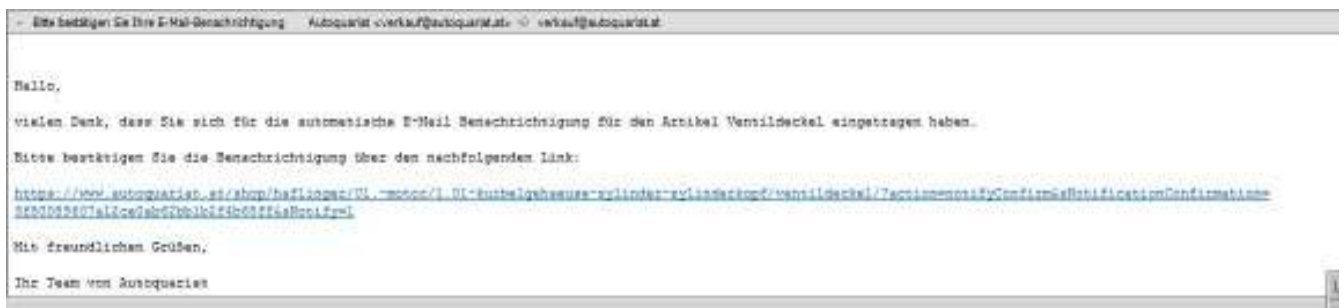 Bitte bestätigen Sie Ihre E-Mail-Benachrichtigung Autoquariat <verkauf@autoquariat.at> verkauf@autoquariat.at
Hallo,
vielen Dank, dass Sie sich für die automatische E-Mail Benachrichtigung für den Artikel Ventildeckel eingetragen haben.
Bitte bestätigen Sie die Benachrichtigung über den nachfolgenden Link:
https://www.autoquariat.at/shop/haflinger/01.-motor/1.01-kurbelgehaeuse-zylinder-zylinderkopf/ventildeckel/?action=notifyConfirm&sNotificationConfirmation=
Mit freundlichen Grüßen,
Ihr Team von Autoquariat